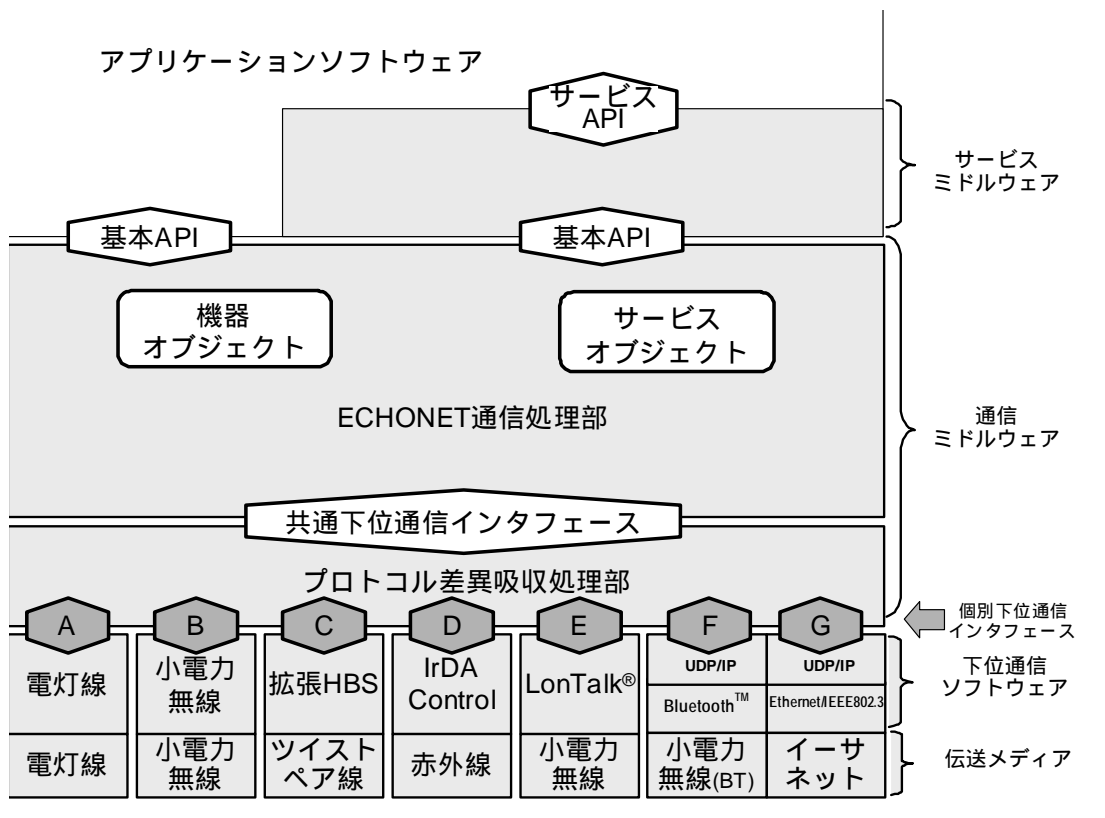 アプリケーションソフトウェア
サービス
API
サービス
ミドルウェア
基本API
基本API
機器
オブジェクト
サービス
オブジェクト
ECHONET通信処理部
通信
ミドルウェア
共通下位通信インタフェース
プロトコル差異吸収処理部
個別下位通信
インタフェース
A
B
C
D
E
F
G
電灯線
小電力
無線
拡張HBS
IrDA
Control
LonTalk®
UDP/IP
Bluetooth™
UDP/IP
Ethernet/IEEE802.3
下位通信
ソフトウェア
電灯線
小電力
無線
ツイスト
ペア線
赤外線
小電力
無線
小電力
無線(BT)
イーサ
ネット
伝送メディア